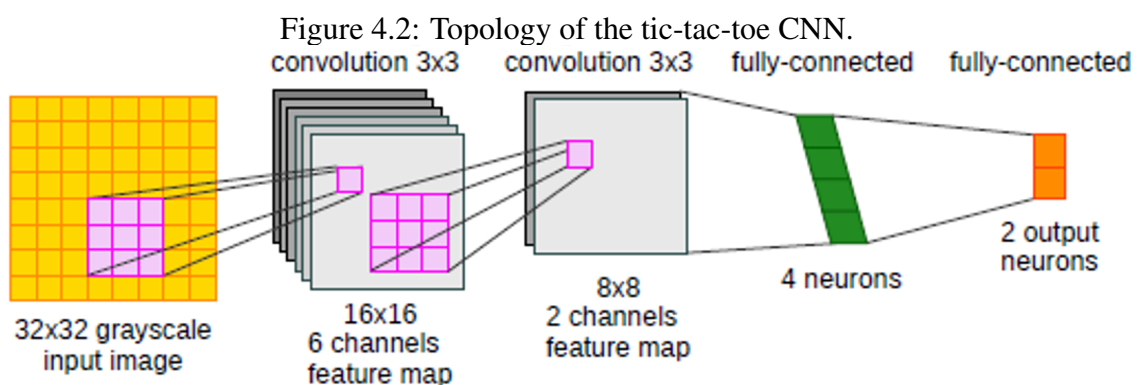 Figure 4.2: Topology of the tic-tac-toe CNN.
convolution 3x3
convolution 3x3
fully-connected
fully-connected
32x32 grayscale
input image
16x16
6 channels
feature map
8x8
2 channels
feature map
4 neurons
2 output
neurons